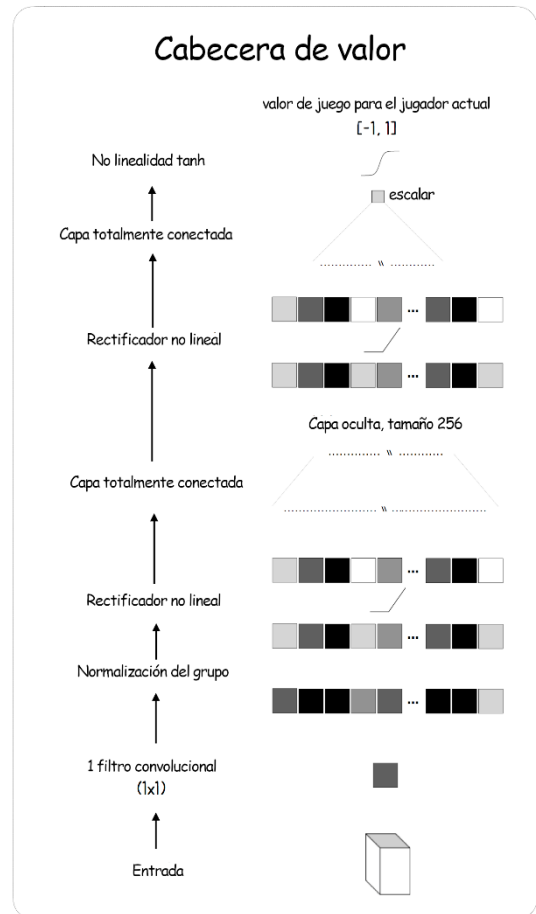 Cabecera de valor
valor de juego para el jugador actual
[-1, 1]
No linealidad tanh
escalar
Capa totalmente conectada
Rectificador no lineal
...
Capa oculta, tamaño 256
Capa totalmente conectada
Rectificador no lineal
...
...
Normalización del grupo
...
1 filtro convolucional
(1x1)
Entrada